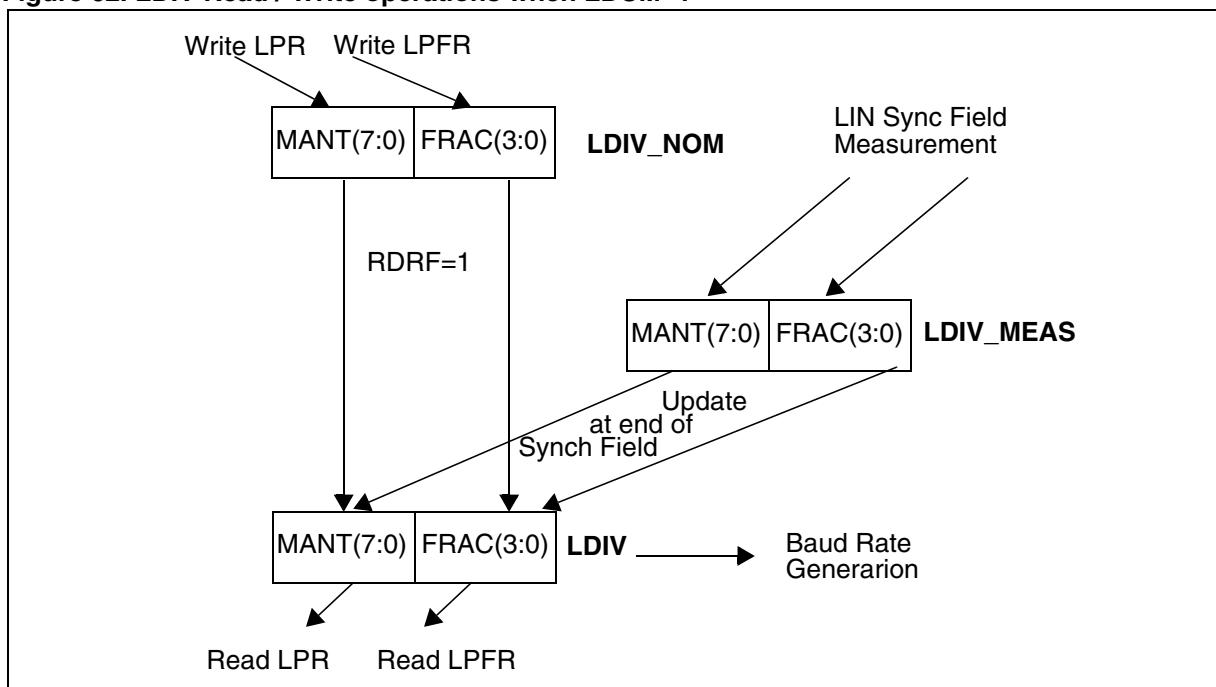 Write LPR Write LPFR
MANT(7:0) FRAC(3:0) LDIV_NOM
LIN Sync Field
Measurement
RDRF=1
MANT(7:0) FRAC(3:0) LDIV_MEAS
Update
at end of
Synch Field
MANT(7:0) FRAC(3:0) LDIV
Baud Rate
Generarion
Read LPR Read LPFR